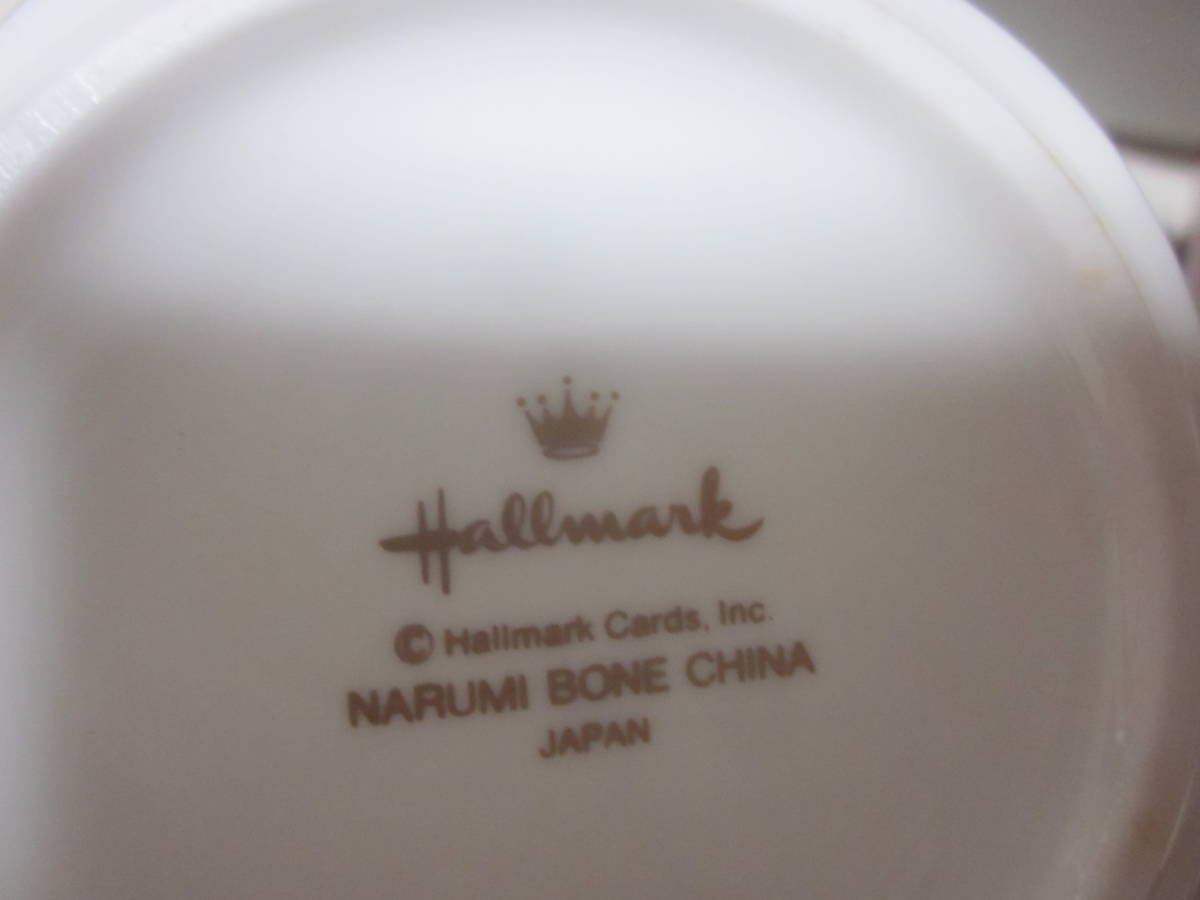 Hallmark
© Hallmark Cards, Inc.
NARUMI BONE CHINA
JAPAN